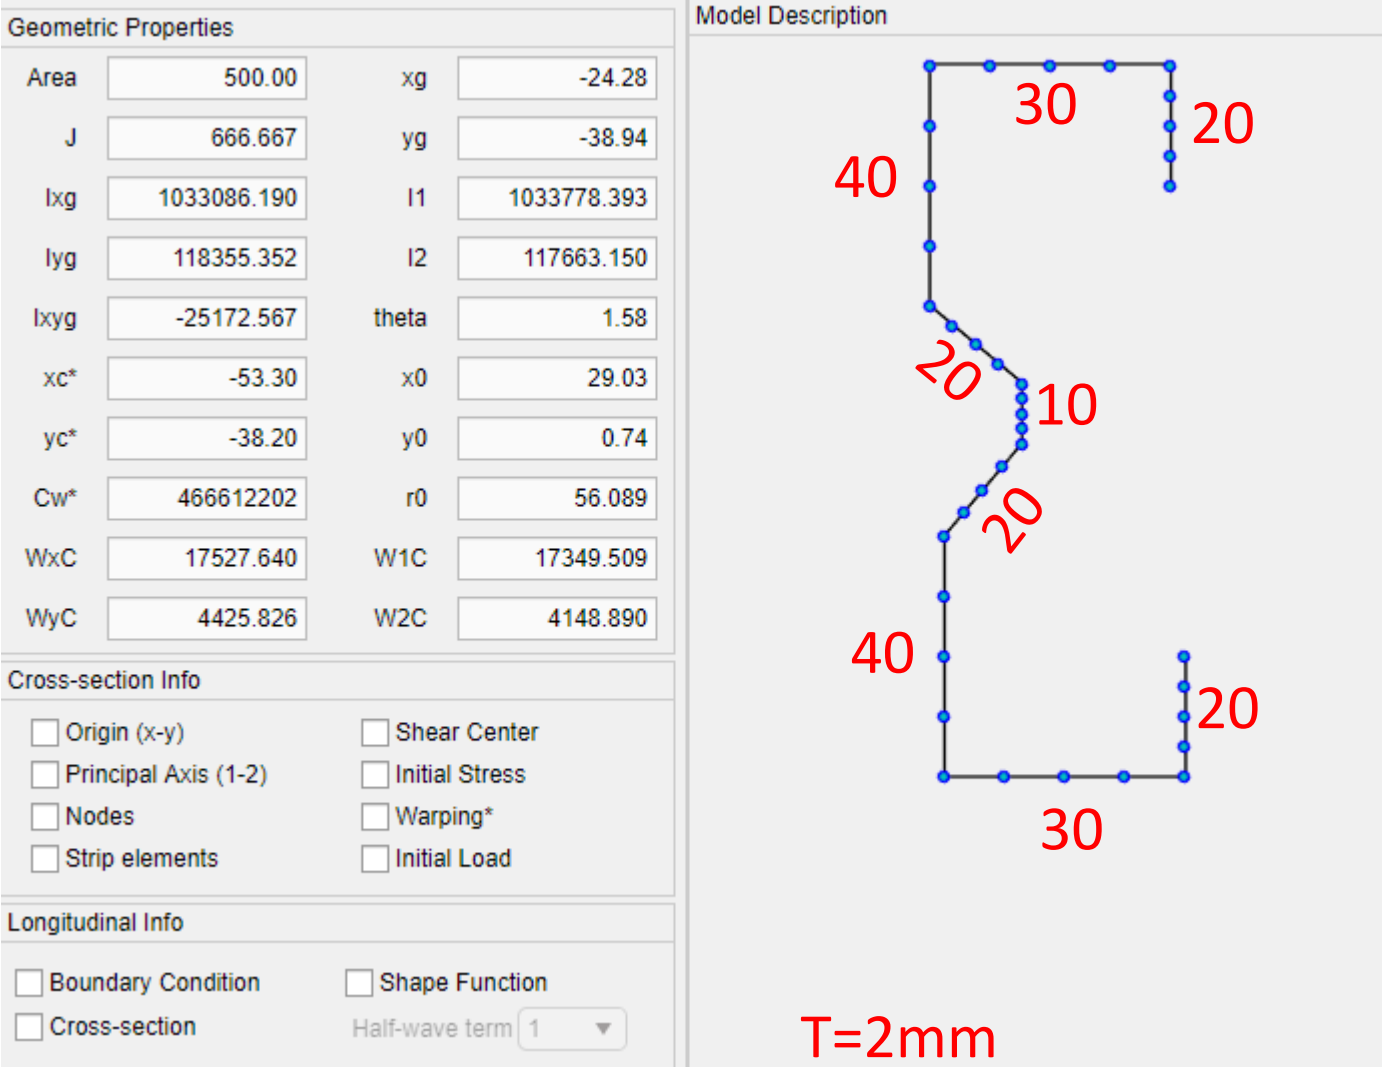 Geometric Properties
Area 500.00 xg -24.28
J 666.667 yg -38.94
Ixg 1033086.190 I1 1033778.393
Iyg 118355.352 I2 117663.150
Ixyg -25172.567 theta 1.58
xc* -53.30 x0 29.03
yc* -38.20 y0 0.74
Cw* 466612202 r0 56.089
WxC 17527.640 W1C 17349.509
WyC 4425.826 W2C 4148.890
Cross-section Info
Origin (x-y) Shear Center
Principal Axis (1-2) Initial Stress
Nodes Warping*
Strip elements Initial Load
Longitudinal Info
Boundary Condition Shape Function
Cross-section Half-wave term 1
Model Description
30
20
40
20
10
20
40
20
30
T=2mm